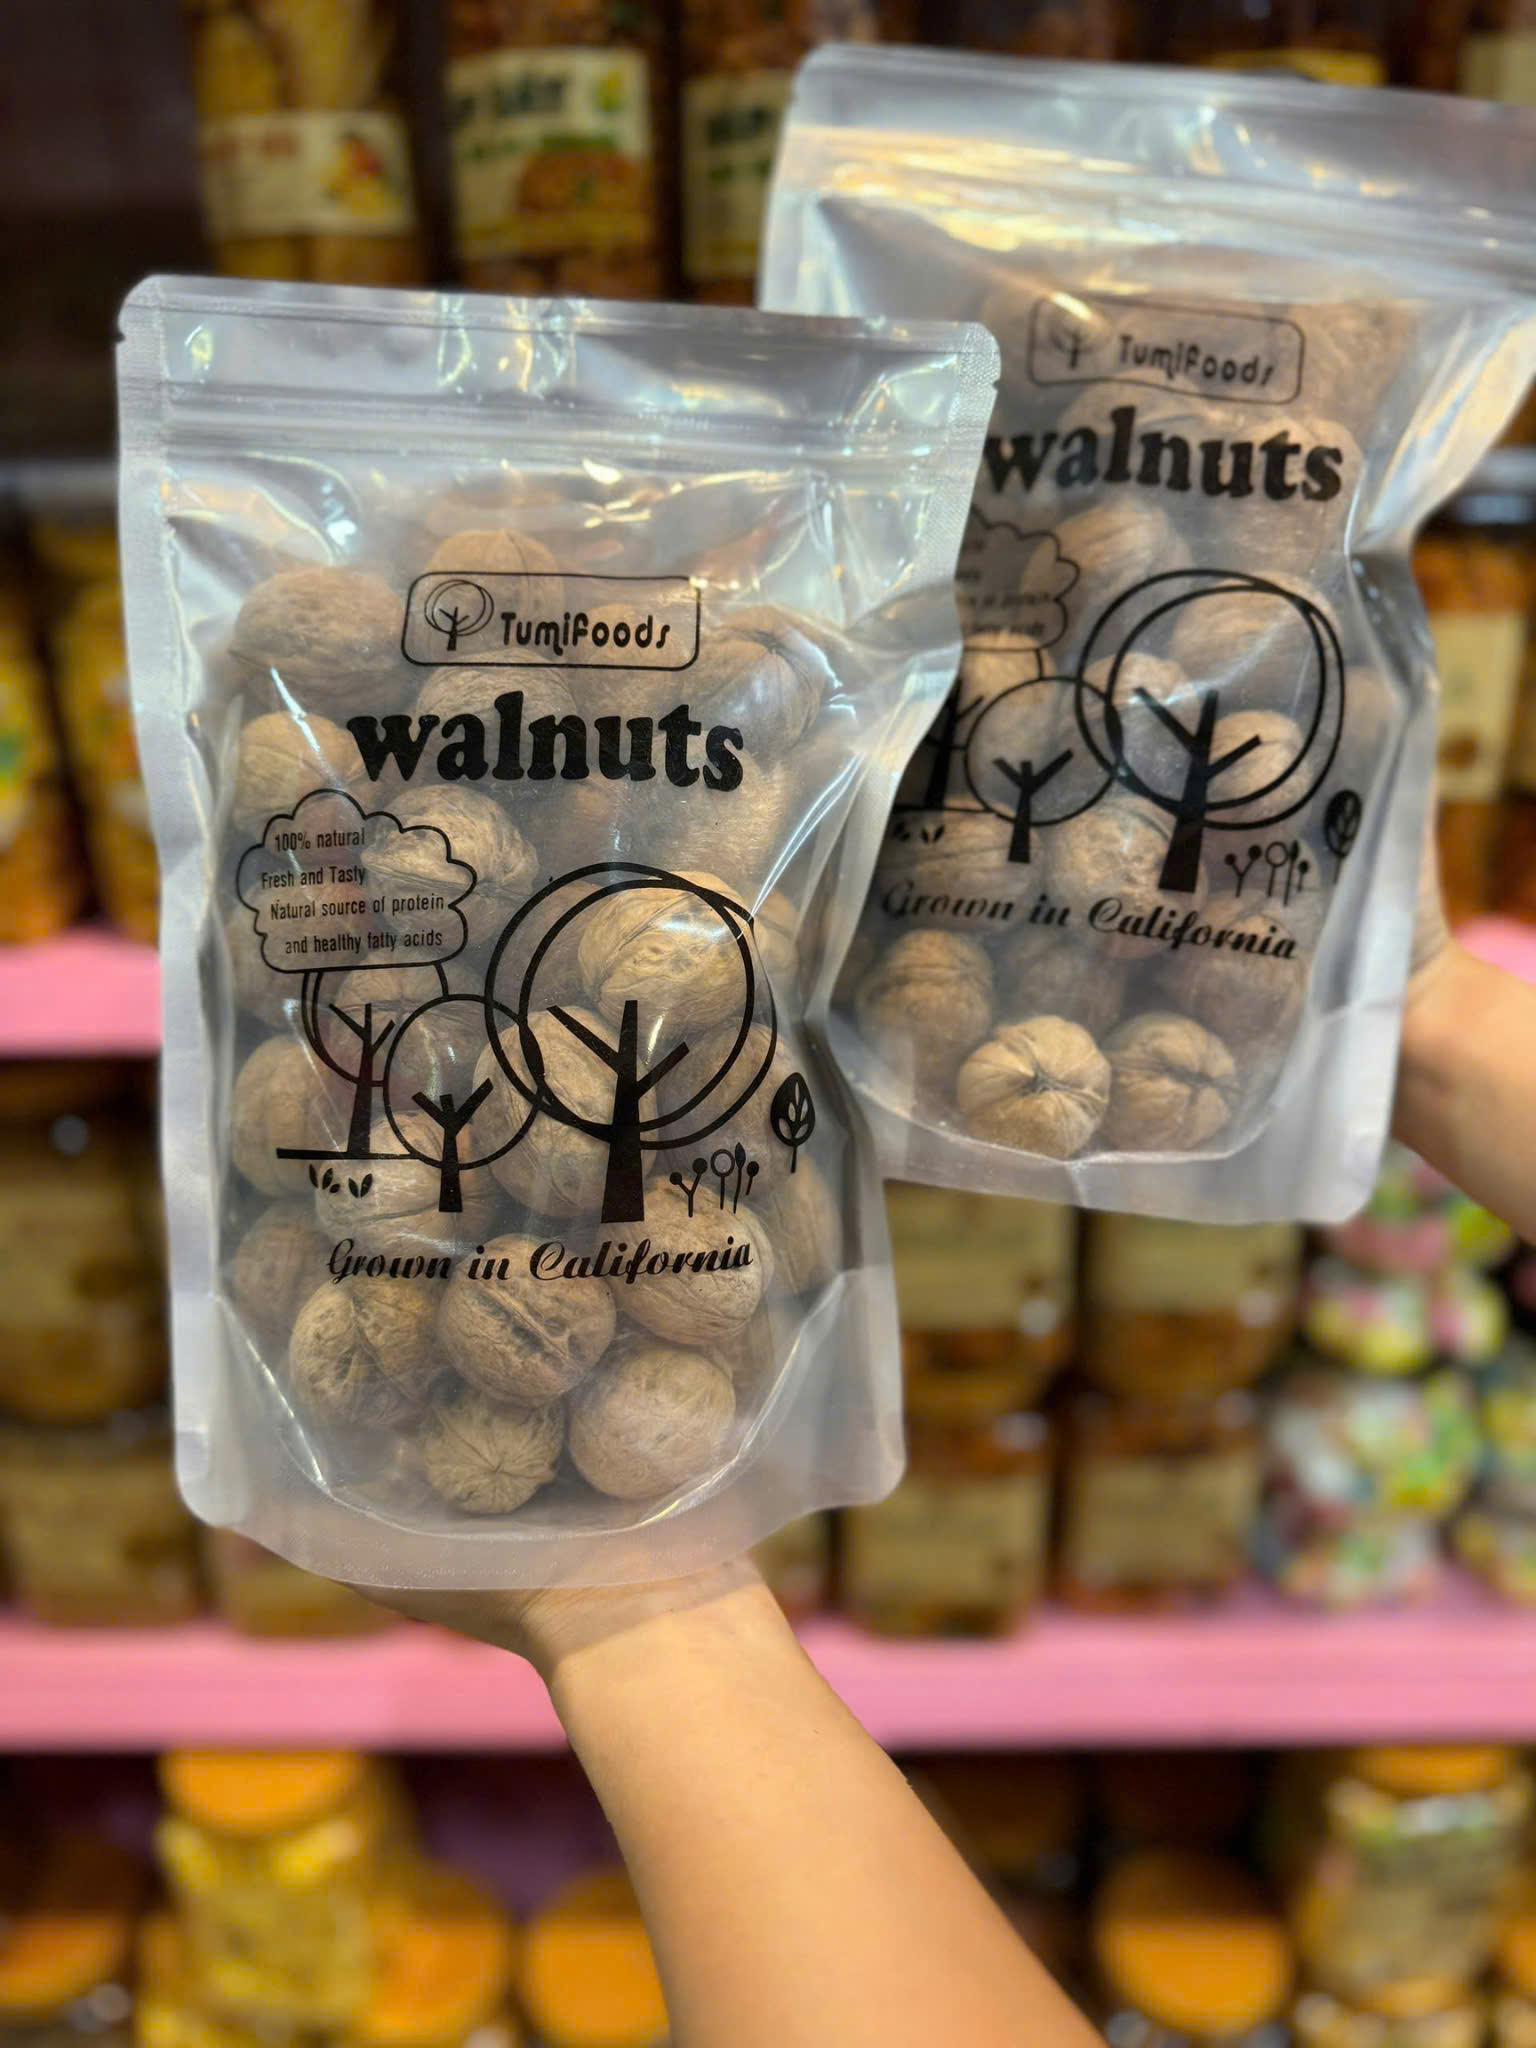 TumiFoods
walnuts
100% natural
Fresh and Tasty
Natural source of protein
and healthy fatty acids
Grown in California
TumiFoods
walnuts
Grown in California